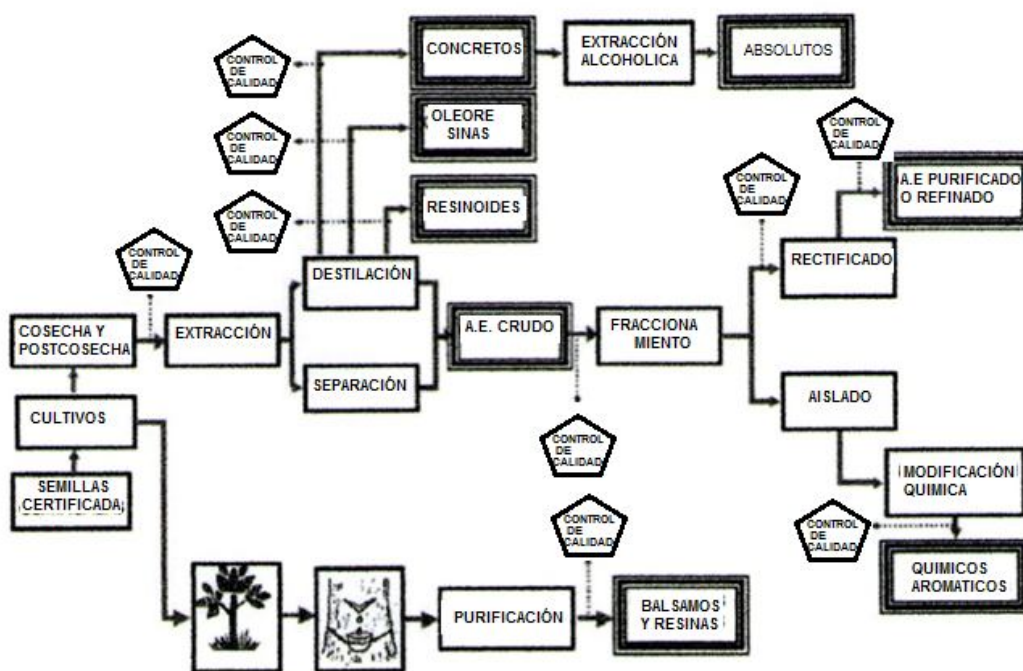 CONTROL
DE
CALIDAD
CONCRETOS
EXTRACCIÓN
ALCOHOLICA
ABSOLUTOS
CONTROL
DE
CALIDAD
OLEORE
SINAS
CONTROL
DE
CALIDAD
A.E PURIFICADO
O REFINADO
CONTROL
DE
CALIDAD
RESINOIDES
CONTROL
DE
CALIDAD
CONTROL
DE
CALIDAD
DESTILACIÓN
RECTIFICADO
COSECHA Y
POSTCOSECHA
EXTRACCIÓN
A.E. CRUDO
FRACCIONA
MIENTO
SEPARACIÓN
AISLADO
CULTIVOS
CONTROL
DE
CALIDAD
SEMILLAS
CERTIFICADA
MODIFICACIÓN
QUIMICA
CONTROL
DE
CALIDAD
CONTROL
DE
CALIDAD
QUIMICOS
AROMATICOS
PURIFICACIÓN
BALSAMOS
Y RESINAS